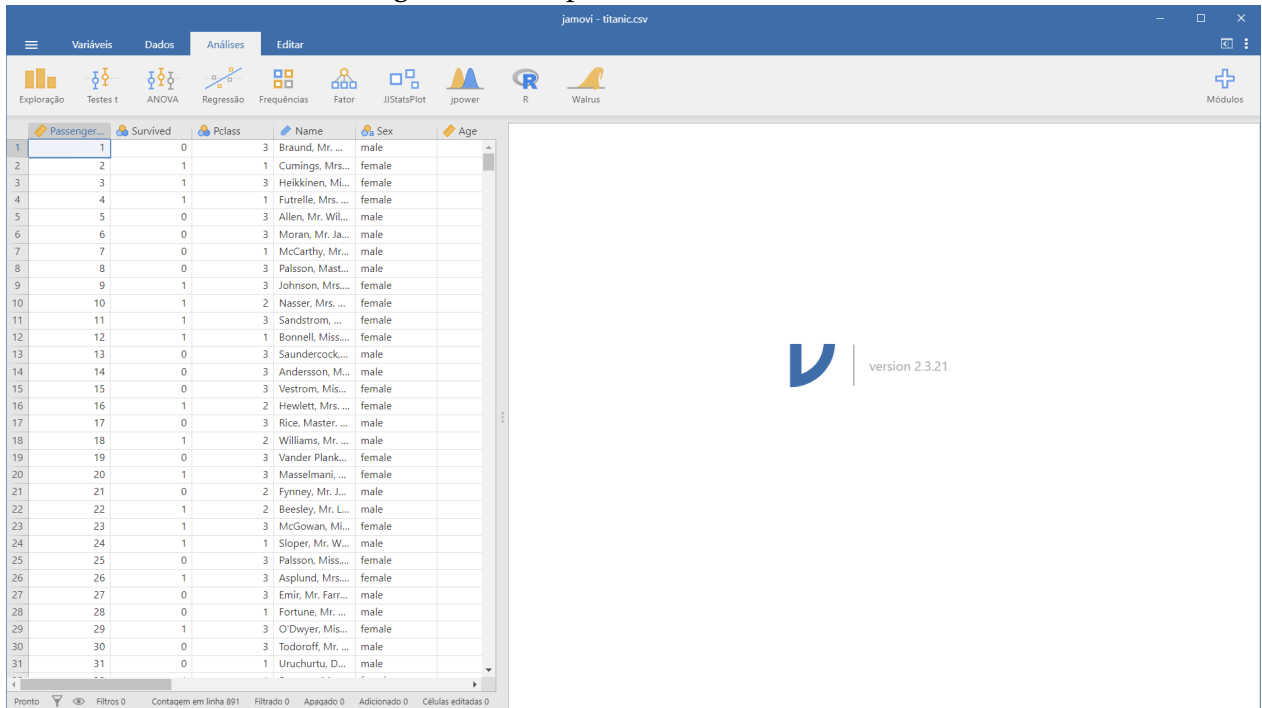 jamovi - titanic.csv
Variáveis Dados Análises Editar
Exploração Testes t ANOVA Regressão Frequências Fator JJStatsPlot jpower R Walrus Módulos
Passenger... Survived Pclass Name Sex Age
1 1 0 3 Braund, Mr. ... male
2 2 1 1 Cumings, Mrs... female
3 3 1 3 Heikkinen, Mi... female
4 4 1 1 Futrelle, Mrs. ... female
5 5 0 3 Allen, Mr. Wil... male
6 6 0 3 Moran, Mr. Ja... male
7 7 0 1 McCarthy, Mr... male
8 8 0 3 Palsson, Mast... male
9 9 1 3 Johnson, Mrs.... female
10 10 1 2 Nasser, Mrs. ... female
11 11 1 3 Sandstrom, ... female
12 12 1 1 Bonnell, Miss.... female
13 13 0 3 Saundercock,... male
version 2.3.21
14 14 0 3 Andersson, M... male
15 15 0 3 Vestrom, Mis... female
16 16 1 2 Hewlett, Mrs. ... female
17 17 0 3 Rice, Master. ... male
18 18 1 2 Williams, Mr. ... male
19 19 0 3 Vander Plank... female
20 20 1 3 Masselmani, ... female
21 21 0 2 Fynney, Mr. J... male
22 22 1 2 Beesley, Mr. L... male
23 23 1 3 McGowan, Mi... female
24 24 1 1 Sloper, Mr. W... male
25 25 0 3 Palsson, Miss.... female
26 26 1 3 Asplund, Mrs.... female
27 27 0 3 Emir, Mr. Farr... male
28 28 0 1 Fortune, Mr. ... male
29 29 1 3 O'Dwyer, Mis... female
30 30 0 3 Todoroff, Mr. ... male
31 31 0 1 Uruchurtu, D... male
Pronto Filtros 0 Contagem em linha 891 Filtrado 0 Apagado 0 Adicionado 0 Células editadas 0